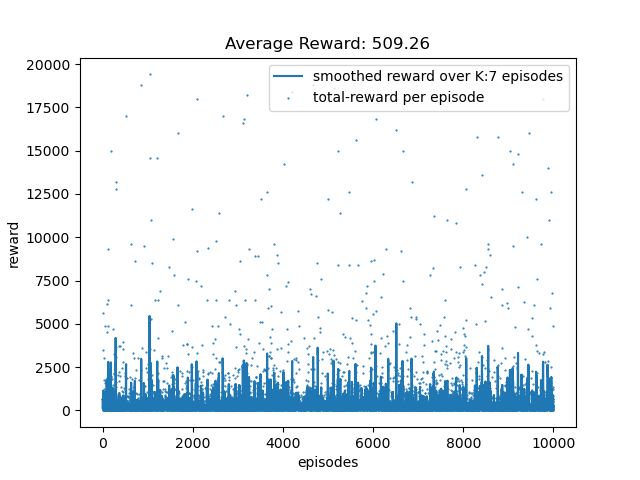 Average Reward: 509.26
smoothed reward over K:7 episodes
total-reward per episode
20000
17500
15000
12500
10000
7500
5000
2500
0
reward
0 2000 4000 6000 8000 10000
episodes